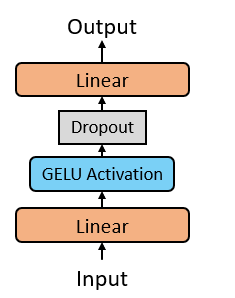 Output
Linear
Dropout
GELU Activation
Linear
Input